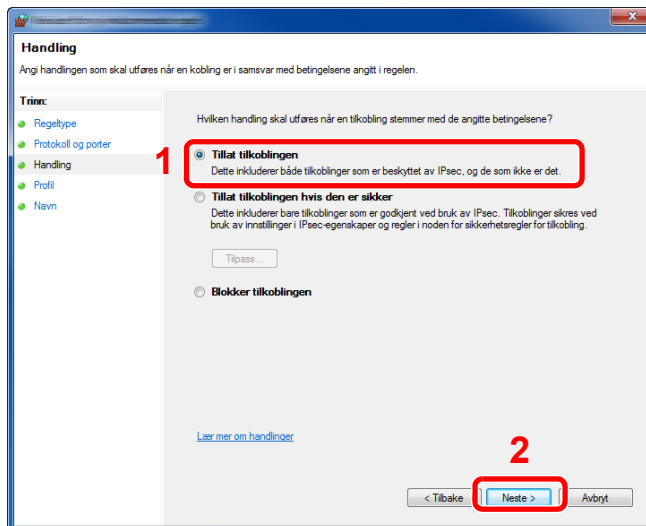 Handling
Angi handlingen som skal utføres når en kobling er i samsvar med betingelsene angitt i regelen.
Trinn:
Regeltype
Protokoll og porter
Handling
Profil
Navn
Hvilken handling skal utføres når en tilkobling stemmer med de angitte betingelsene?
1
Tillat tilkoblingen
Dette inkluderer både tilkoblinger som er beskyttet av IPsec, og de som ikke er det.
Tillat tilkoblingen hvis den er sikker
Dette inkluderer bare tilkoblinger som er godkjent ved bruk av IPsec. Tilkoblinger sikres ved
bruk av innstillinger i IPsec-egenskaper og regler i noden for sikkerhetsregler for tilkobling.
Tilpass...
Blokker tilkoblingen
Lær mer om handlinger
2
< Tilbake
Neste >
Avbryt